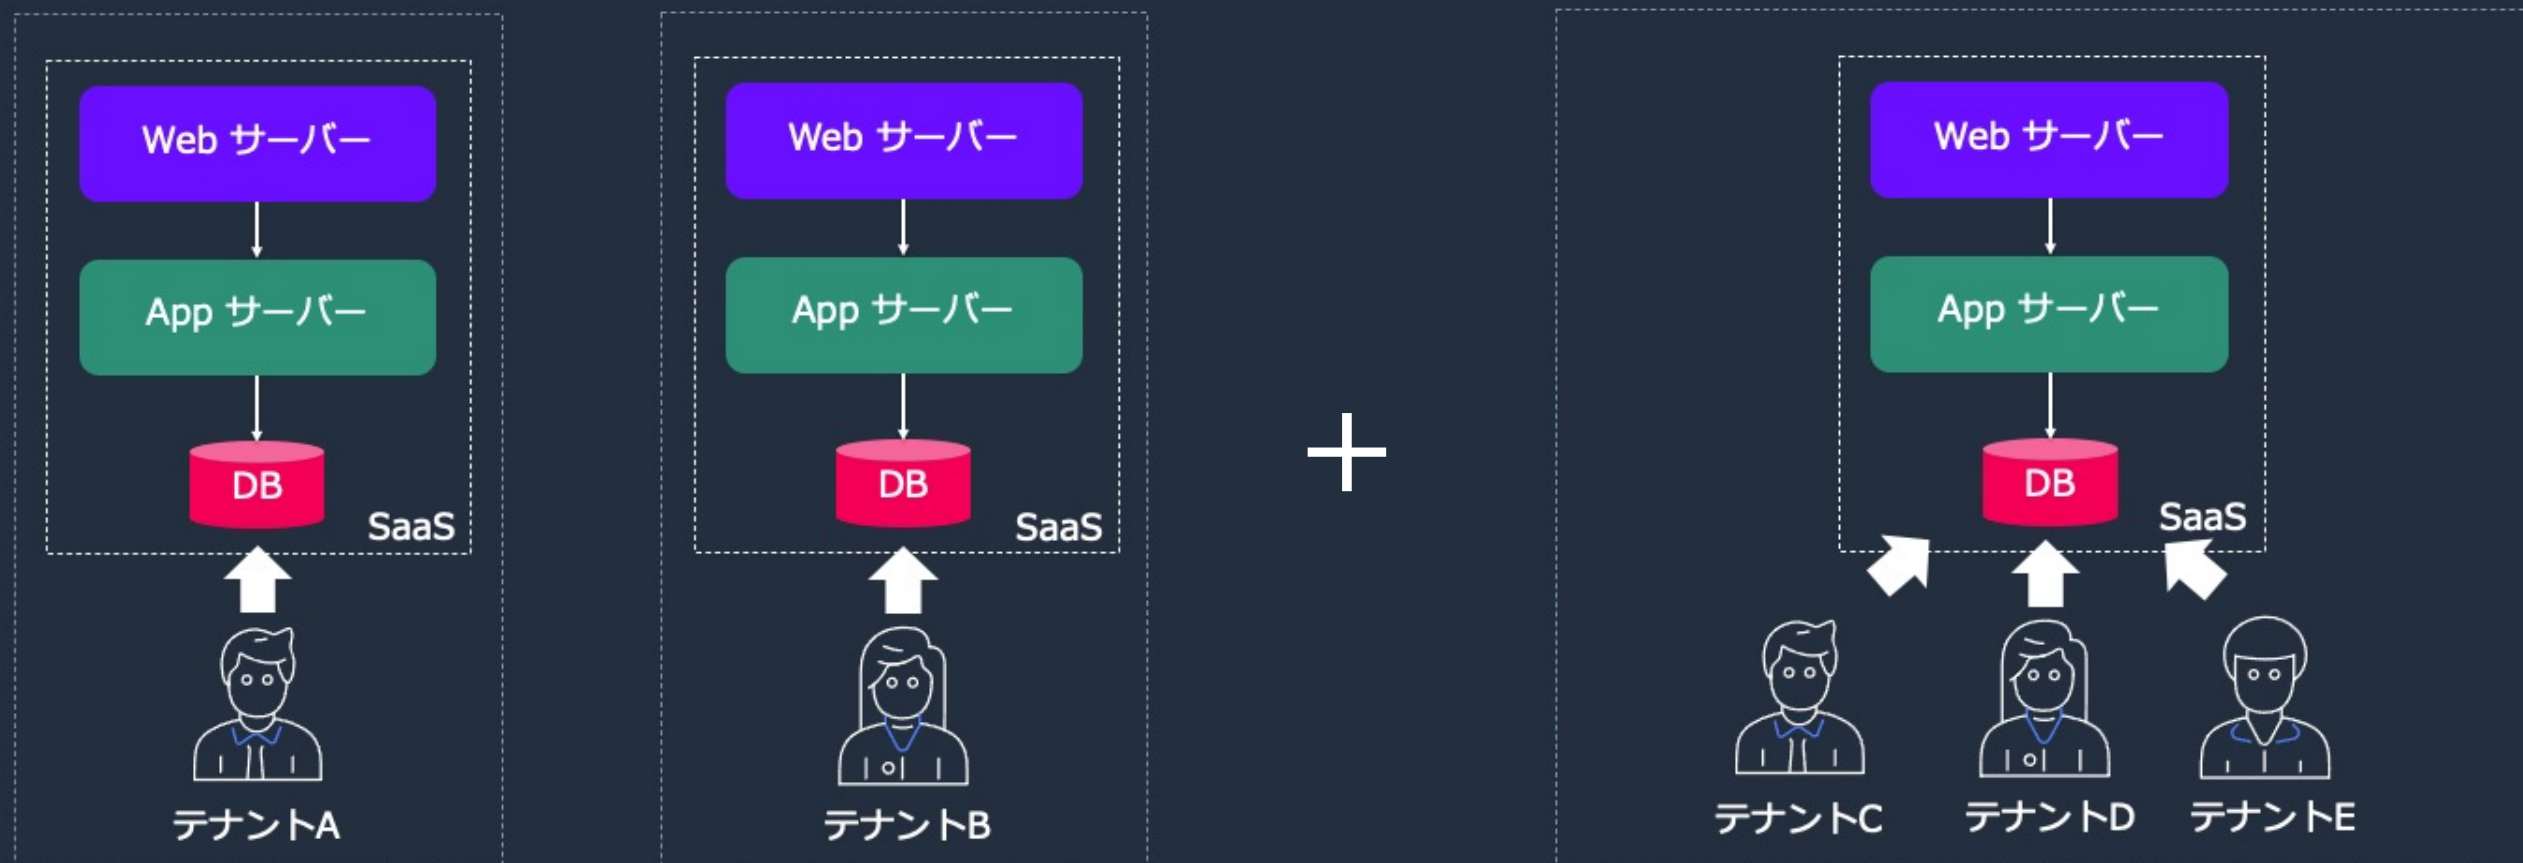 Web サーバー
App サーバー
DB
SaaS
テナントA
Web サーバー
App サーバー
DB
SaaS
テナントB
Web サーバー
App サーバー
DB
SaaS
テナントC
テナントD
テナントE